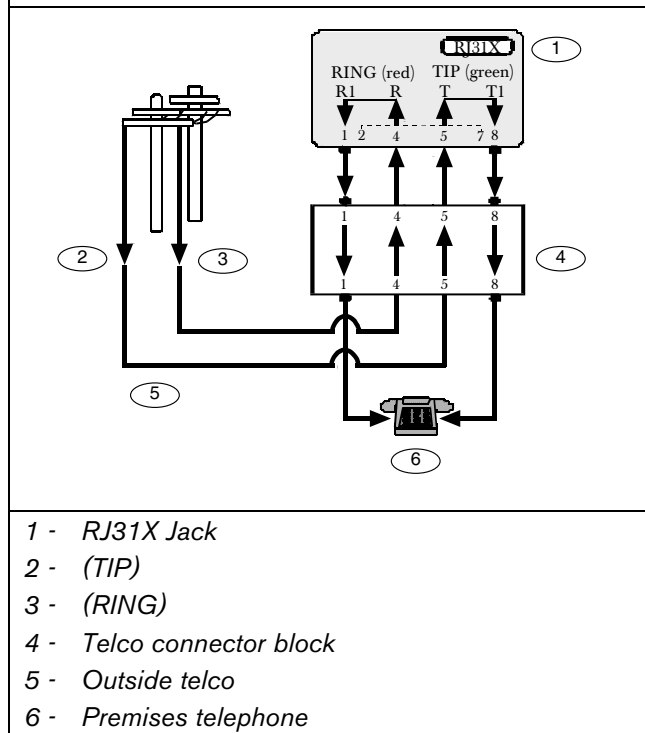 RJ31X 1
RING (red) TIP (green)
R1 R T T1
1 2 4 5 7 8
1 4 5 8
2 3 4
1 4 5 8
5
6
1 - RJ31X Jack
2 - (TIP)
3 - (RING)
4 - Telco connector block
5 - Outside telco
6 - Premises telephone